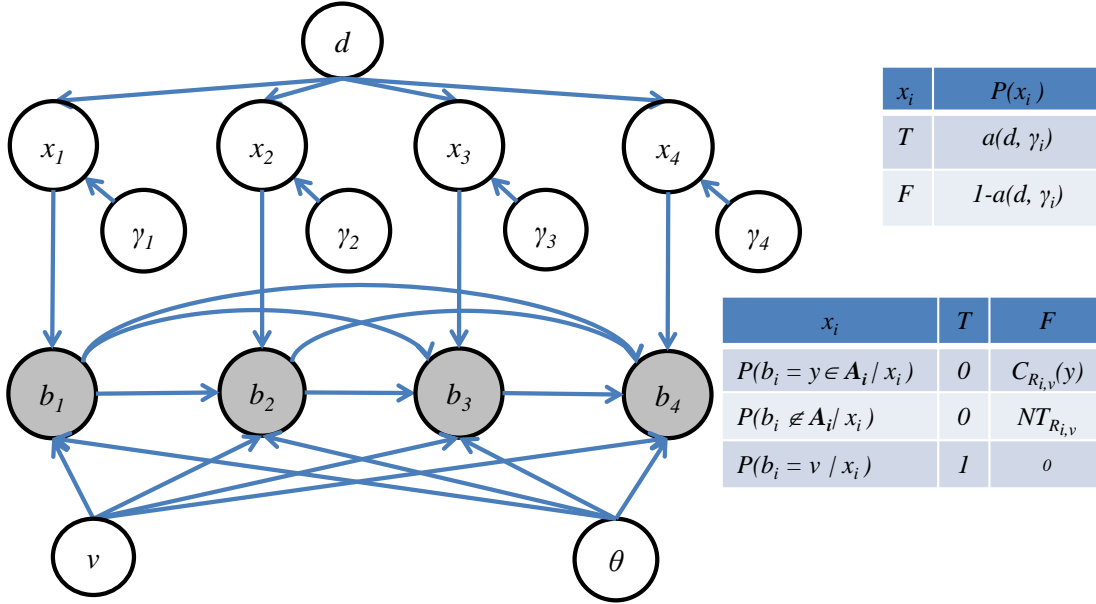 d
x1 x2 x3 x4
γ1 γ2 γ3 γ4
b1 b2 b3 b4
v θ
xi P(xi )
T a(d, γi)
F 1-a(d, γi)
xi T F
P(bi = y ∈ Ai | xi ) 0 CRi,v(y)
P(bi ∉ Ai | xi ) 0 NTRi,v
P(bi = v | xi ) 1 0